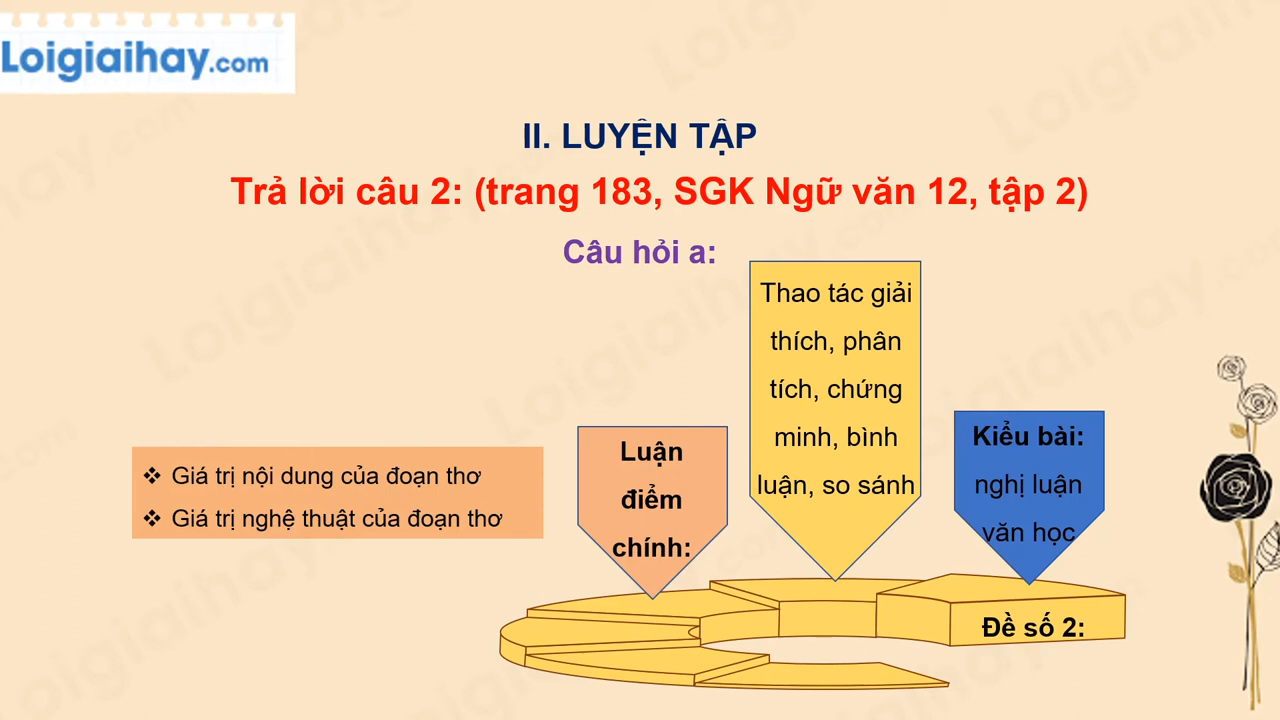 Loigiaihay.com
II. LUYỆN TẬP
Trả lời câu 2: (trang 183, SGK Ngữ văn 12, tập 2)
Câu hỏi a:
❖ Giá trị nội dung của đoạn thơ
❖ Giá trị nghệ thuật của đoạn thơ
Luận
điểm
chính:
Thao tác giải
thích, phân
tích, chứng
minh, bình
luận, so sánh
Kiểu bài:
nghị luận
văn học
Đề số 2: